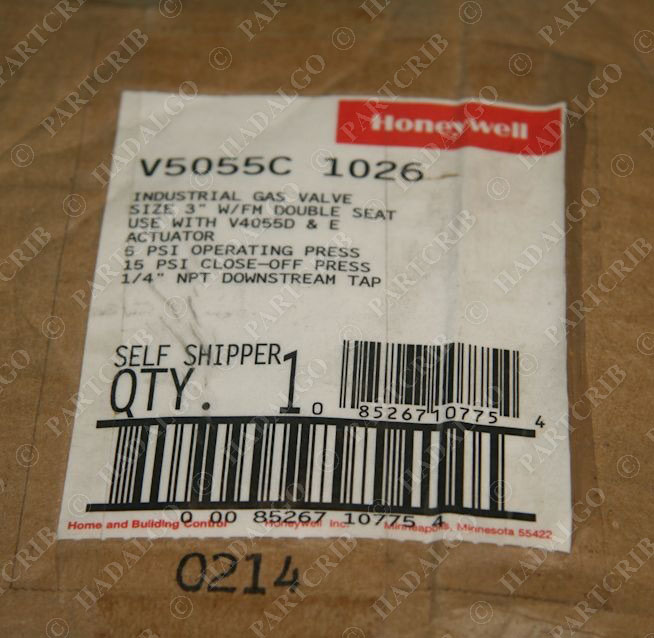 Honeywell
V5055C 1026
INDUSTRIAL GAS VALVE
SIZE 3" W/FM DOUBLE SEAT
USE WITH V4055D & E
ACTUATOR
5 PSI OPERATING PRESS
15 PSI CLOSE-OFF PRESS
1/4" NPT DOWNSTREAM TAP
SELF SHIPPER
QTY. 1
0 85267 10775 4
0 00 85267 10775 4
Home and Building Control Honeywell Inc. Minneapolis, Minnesota 55422
0214
© PARTCRIB
© HADALGO